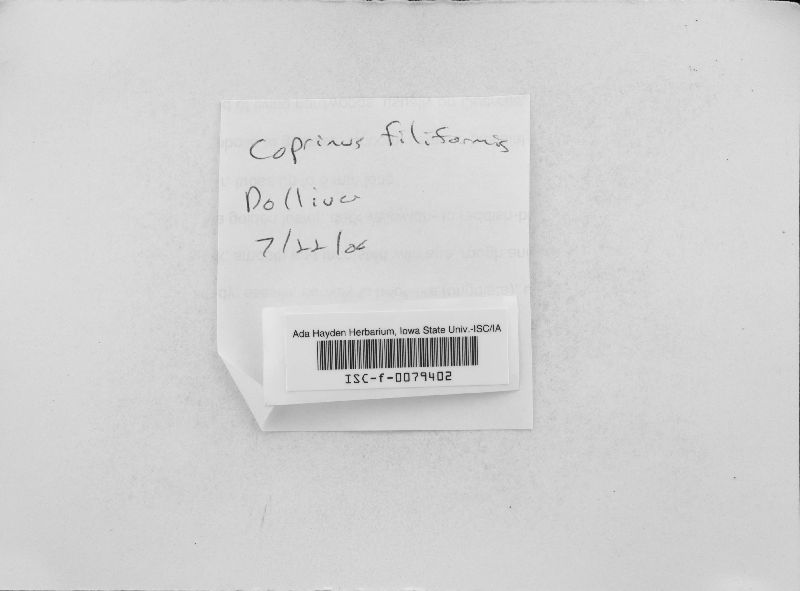 Coprinus filiformis
Dolliver
7/22/06
Ada Hayden Herbarium, Iowa State Univ.-ISC/IA
ISC-f-0079402